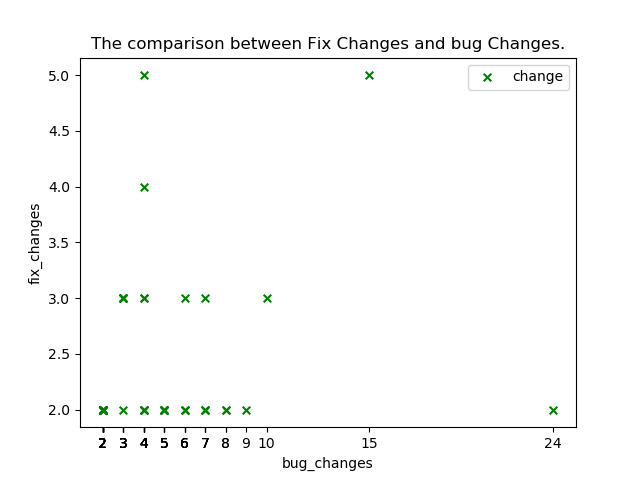 The comparison between Fix Changes and bug Changes.
change
5.0
4.5
4.0
3.5
3.0
2.5
2.0
fix_changes
2 3 4 5 6 7 8 9 10 15 24
bug_changes